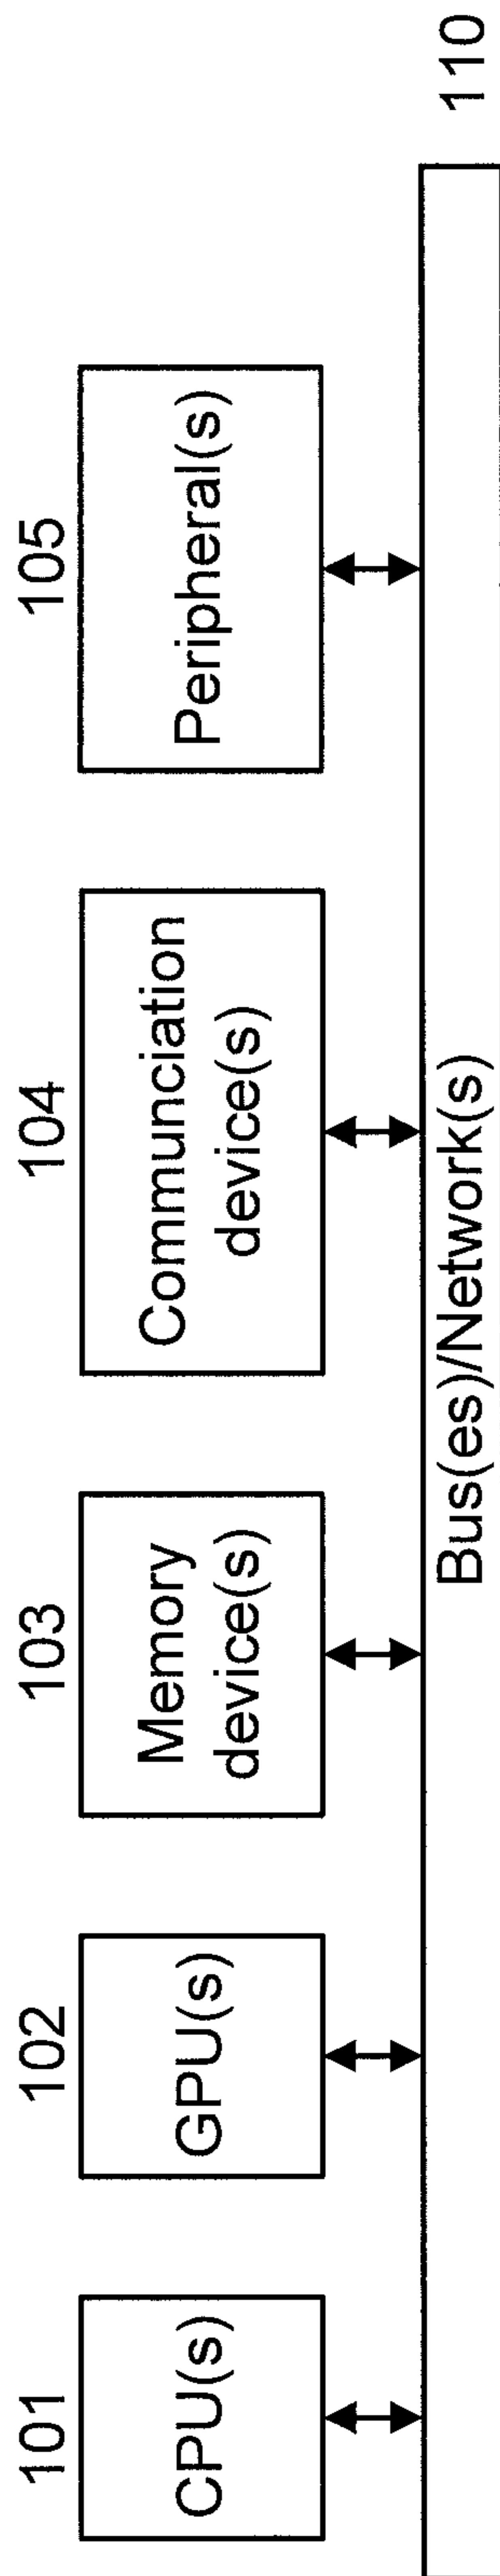 101
CPU(s)
102
GPU(s)
103
Memory
device(s)
104
Communciation
device(s)
105
Peripheral(s)
Bus(es)/Network(s)
110